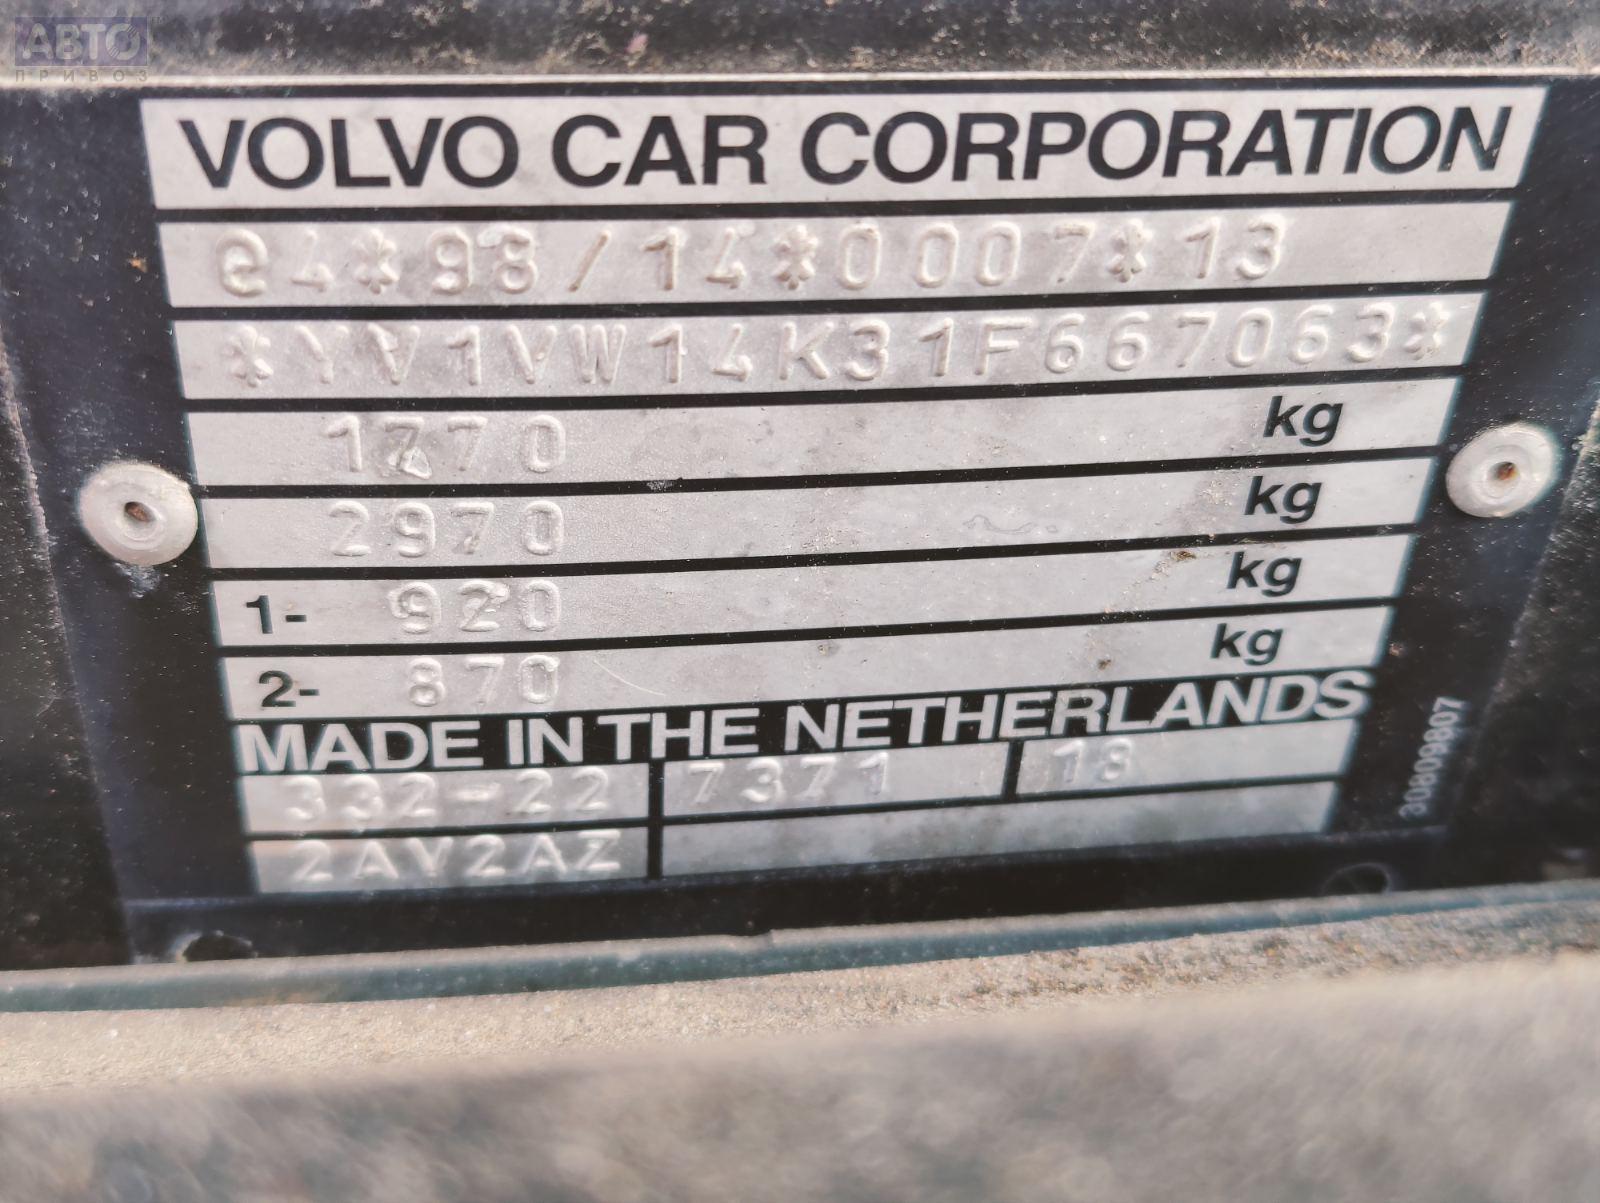 АВТО
ПРИВОЗ
VOLVO CAR CORPORATION
e4*98/14*0007*13
*YV1VW14K31F667063*
1770 kg
2970 kg
1- 920 kg
2- 870 kg
MADE IN THE NETHERLANDS
332-22 7371 18
2AV2AZ
30809807